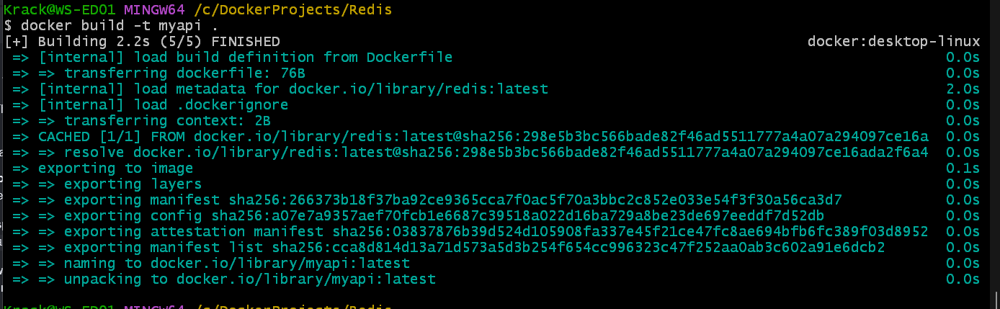 Krack@WS-ED01 MINGW64 /c/DockerProjects/Redis
$ docker build -t myapi .
[+] Building 2.2s (5/5) FINISHED docker:desktop-linux
=> [internal] load build definition from Dockerfile 0.0s
=> => transferring dockerfile: 76B 0.0s
=> [internal] load metadata for docker.io/library/redis:latest 2.0s
=> [internal] load .dockerignore 0.0s
=> => transferring context: 2B 0.0s
=> CACHED [1/1] FROM docker.io/library/redis:latest@sha256:298e5b3bc566bade82f46ad5511777a4a07a294097ce16a 0.0s
=> => resolve docker.io/library/redis:latest@sha256:298e5b3bc566bade82f46ad5511777a4a07a294097ce16ada2f6a4 0.0s
=> exporting to image 0.1s
=> => exporting layers 0.0s
=> => exporting manifest sha256:266373b18f37ba92ce9365cca7f0ac5f70a3bbc2c852e033e54f3f30a56ca3d7 0.0s
=> => exporting config sha256:a07e7a9357aef70fcb1e6687c39518a022d16ba729a8be23de697eeddf7d52db 0.0s
=> => exporting attestation manifest sha256:03837876b39d524d105908fa337e45f21ce47fc8ae694bfb6fc389f03d8952 0.0s
=> => exporting manifest list sha256:cca8d814d13a71d573a5d3b254f654cc996323c47f252aa0ab3c602a91e6dcb2 0.0s
=> => naming to docker.io/library/myapi:latest 0.0s
=> => unpacking to docker.io/library/myapi:latest 0.0s
Krack@WS-ED01 MINGW64 /c/DockerProjects/Redis